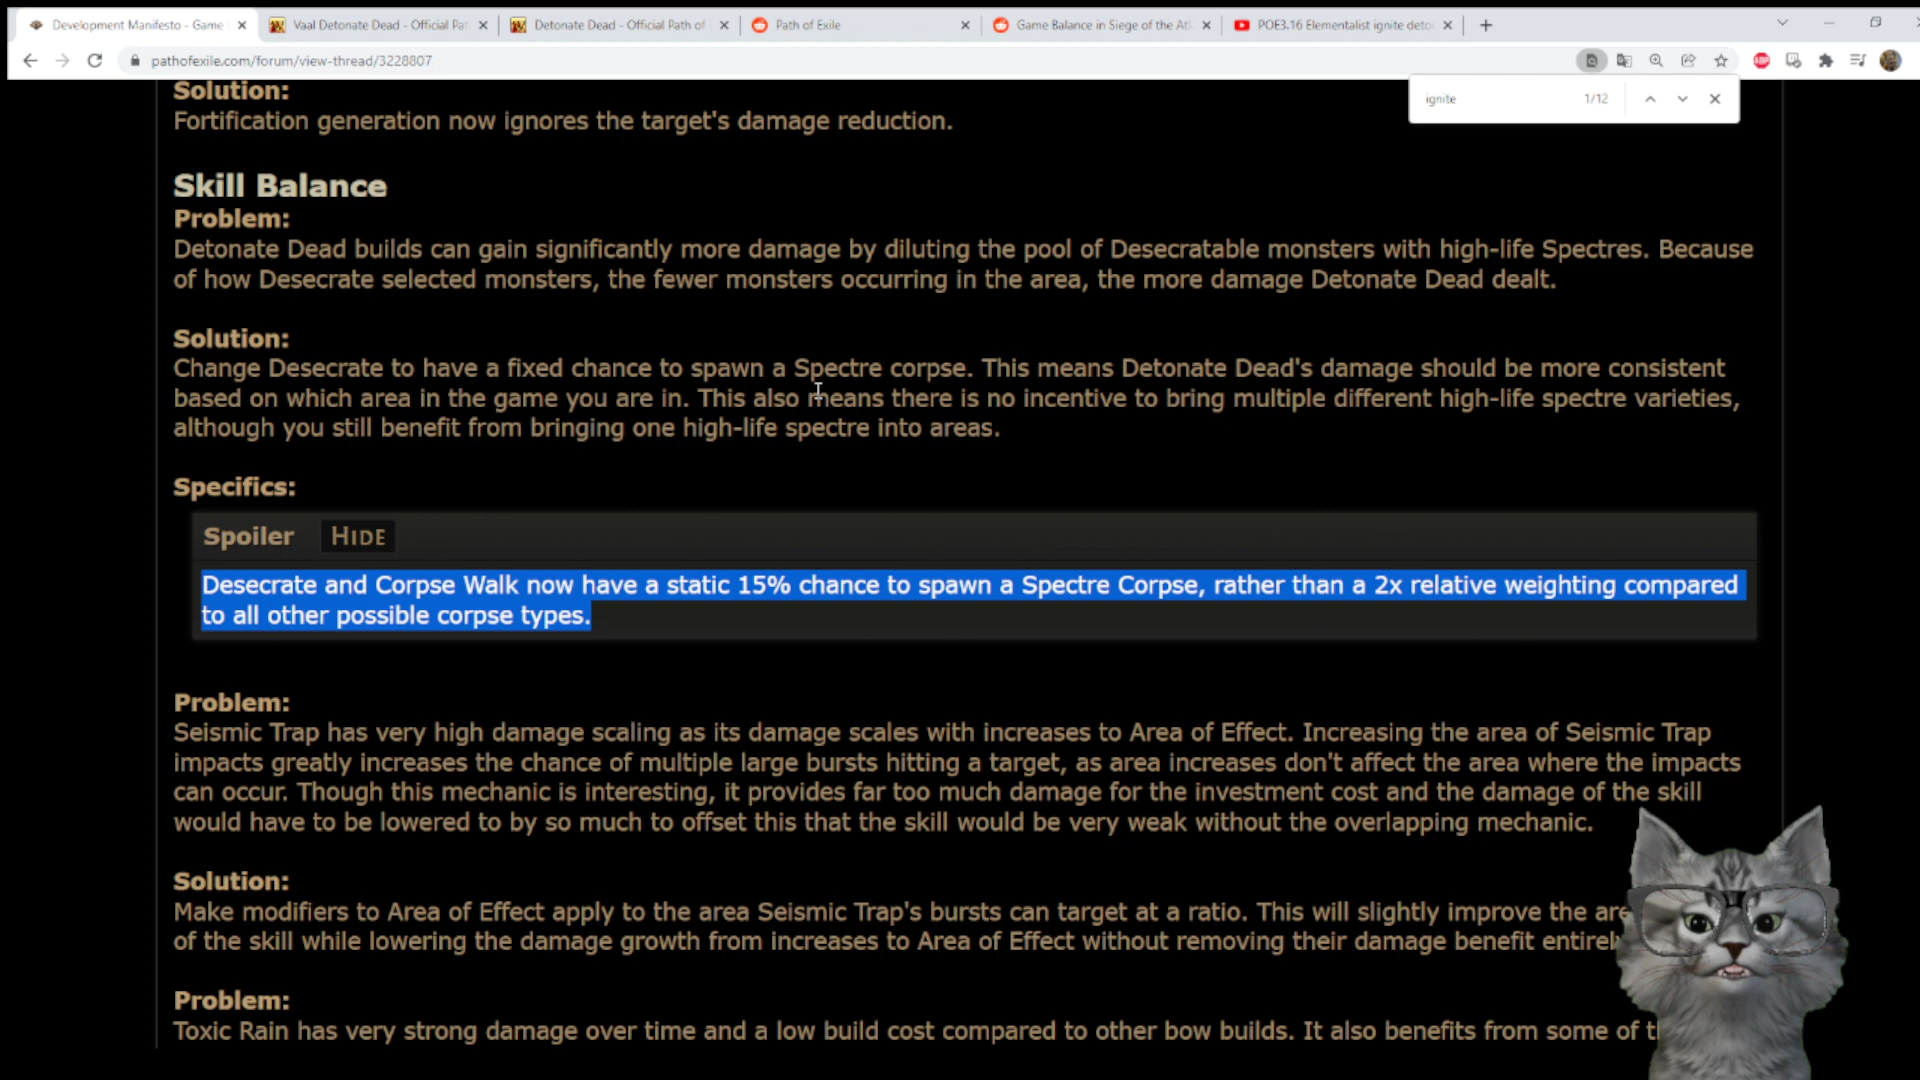 Development Manifesto - Game
Vaal Detonate Dead - Official Pat
Detonate Dead - Official Path of
Path of Exile
Game Balance in Siege of the Atl
POE3.16 Elementalist ignite deto
pathofexile.com/forum/view-thread/3228807
ignite 1/12
Solution:
Fortification generation now ignores the target's damage reduction.
Skill Balance
Problem:
Detonate Dead builds can gain significantly more damage by diluting the pool of Desecratable monsters with high-life Spectres. Because
of how Desecrate selected monsters, the fewer monsters occurring in the area, the more damage Detonate Dead dealt.
Solution:
Change Desecrate to have a fixed chance to spawn a Spectre corpse. This means Detonate Dead's damage should be more consistent
based on which area in the game you are in. This also means there is no incentive to bring multiple different high-life spectre varieties,
although you still benefit from bringing one high-life spectre into areas.
Specifics:
Spoiler HIDE
Desecrate and Corpse Walk now have a static 15% chance to spawn a Spectre Corpse, rather than a 2x relative weighting compared
to all other possible corpse types.
Problem:
Seismic Trap has very high damage scaling as its damage scales with increases to Area of Effect. Increasing the area of Seismic Trap
impacts greatly increases the chance of multiple large bursts hitting a target, as area increases don't affect the area where the impacts
can occur. Though this mechanic is interesting, it provides far too much damage for the investment cost and the damage of the skill
would have to be lowered to by so much to offset this that the skill would be very weak without the overlapping mechanic.
Solution:
Make modifiers to Area of Effect apply to the area Seismic Trap's bursts can target at a ratio. This will slightly improve the are
of the skill while lowering the damage growth from increases to Area of Effect without removing their damage benefit entirel
Problem:
Toxic Rain has very strong damage over time and a low build cost compared to other bow builds. It also benefits from some of t